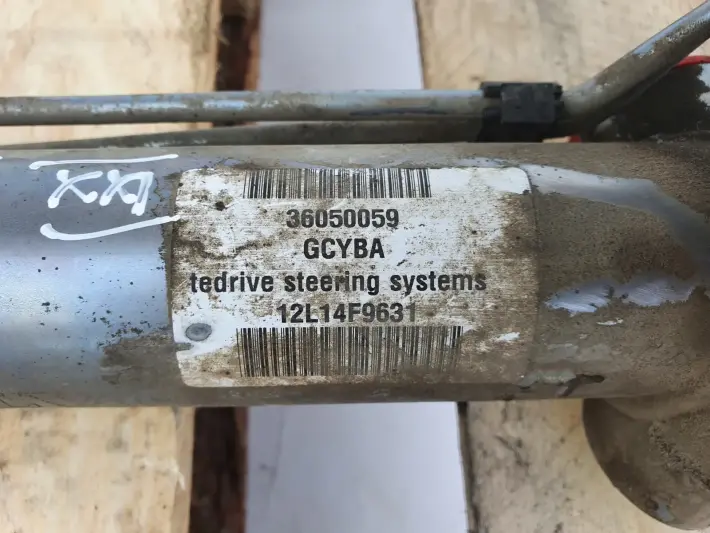 36050059
GCYBA
tedrive steering systems
12L14F9631